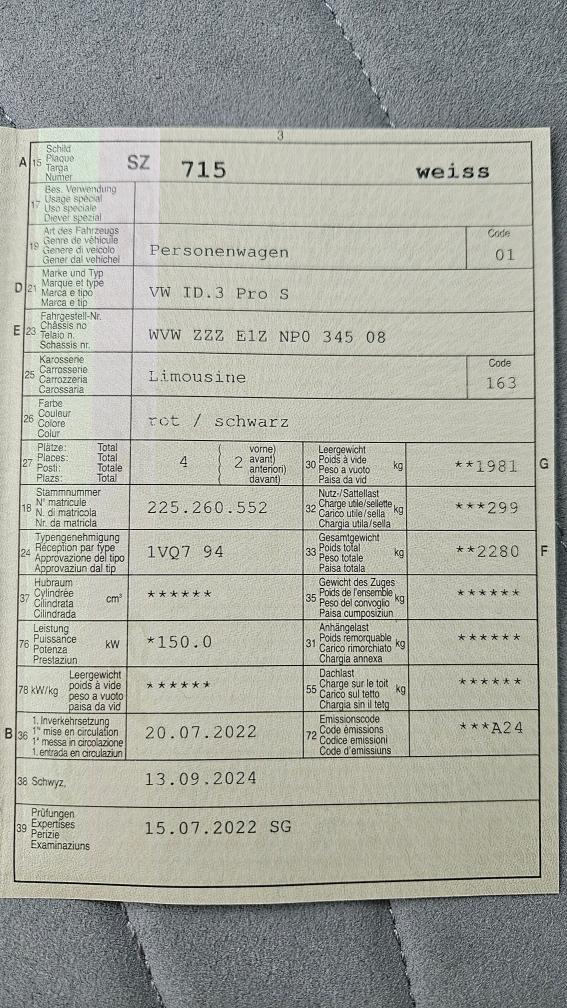 3
A 15 Schild
Plaque
Targa
Numer
SZ 715 weiss
17 Bes. Verwendung
Usage spécial
Uso speciale
Diever spezial
19 Art des Fahrzeugs
Genre de véhicule
Genere di veicolo
Gener dal vehichel
Personenwagen
Code
01
D 21 Marke und Typ
Marque et type
Marca e tipo
Marca e tip
VW ID.3 Pro S
E 23 Fahrgestell-Nr.
Châssis no
Telaio n.
Schassis nr.
WVW ZZZ E1Z NP0 345 08
25 Karosserie
Carrosserie
Carrozzeria
Carossaria
Limousine
Code
163
26 Farbe
Couleur
Colore
Colur
rot / schwarz
27 Plätze: Total
Places: Total
Posti: Totale
Plazs: Total
4 ( 2 vorne)
avant)
anteriori)
davant)
30 Leergewicht
Poids à vide
Peso a vuoto
Paisa da vid
kg
**1981 G
18 Stammnummer
N° matricule
N. di matricola
Nr. da matricla
225.260.552
32 Nutz-/Sattellast
Charge utile/sellette
Carico utile/sella
Chargia utila/sella
kg
***299
24 Typengenehmigung
Réception par type
Approvazione del tipo
Approvaziun dal tip
1VQ7 94
33 Gesamtgewicht
Poids total
Peso totale
Paisa totala
kg
**2280 F
37 Hubraum
Cylindrée
Cilindrata
Cilindrada
cm³
******
35 Gewicht des Zuges
Poids de l'ensemble
Peso del convoglio
Paisa cumposiziun
kg
******
76 Leistung
Puissance
Potenza
Prestaziun
kW
*150.0
31 Anhängelast
Poids remorquable
Carico rimorchiato
Chargia annexa
kg
******
78 kW/kg Leergewicht
poids à vide
peso a vuoto
paisa da vid
******
55 Dachlast
Charge sur le toit
Carico sul tetto
Chargia sin il tetg
kg
******
B 36 1. Inverkehrsetzung
1re mise en circulation
1a messa in circolazione
1. entrada en circulaziun
20.07.2022
72 Emissionscode
Code émissions
Codice emissioni
Code d'emissiuns
***A24
38 Schwyz,
13.09.2024
39 Prüfungen
Expertises
Perizie
Examinaziuns
15.07.2022 SG